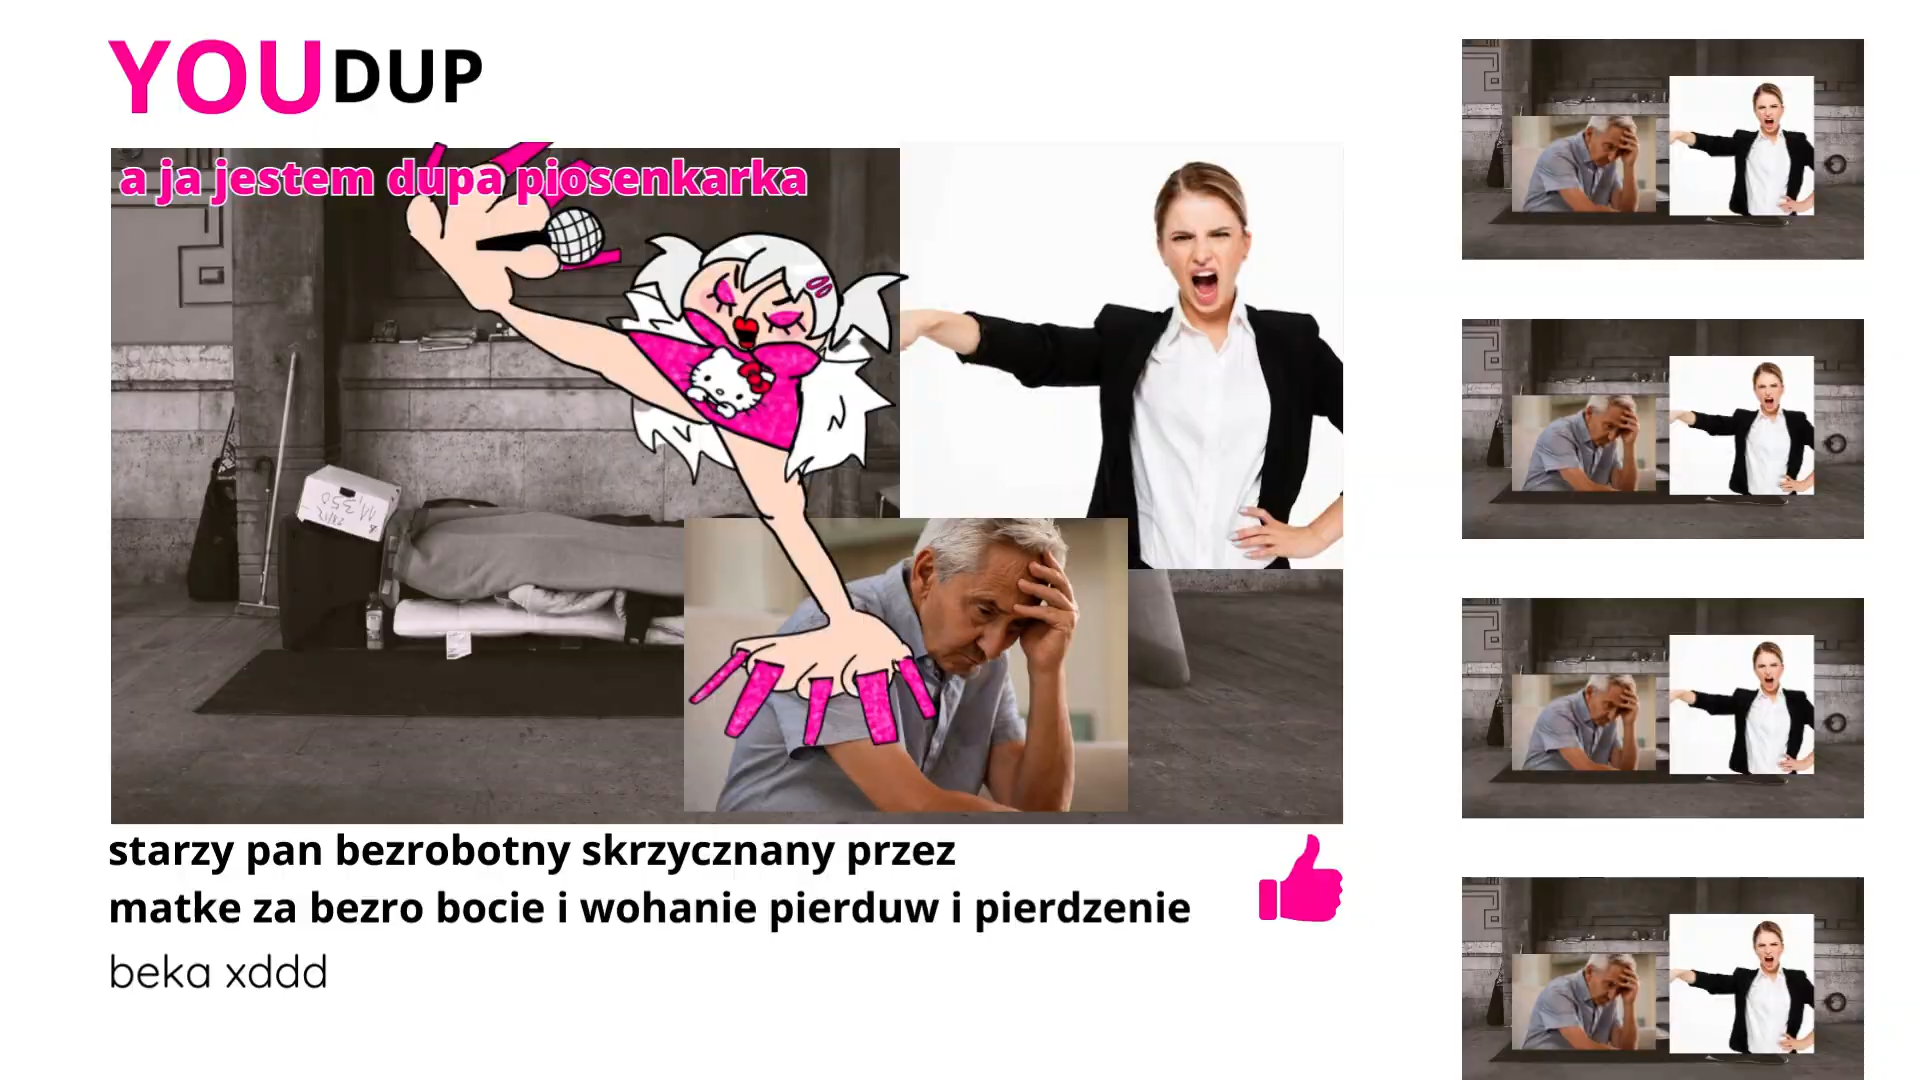 YOUDUP
a ja jestem dupa piosenkarka
starzy pan bezrobotny skrzycznany przez
matke za bezro bocie i wohanie pierduw i pierdzenie
beka xddd